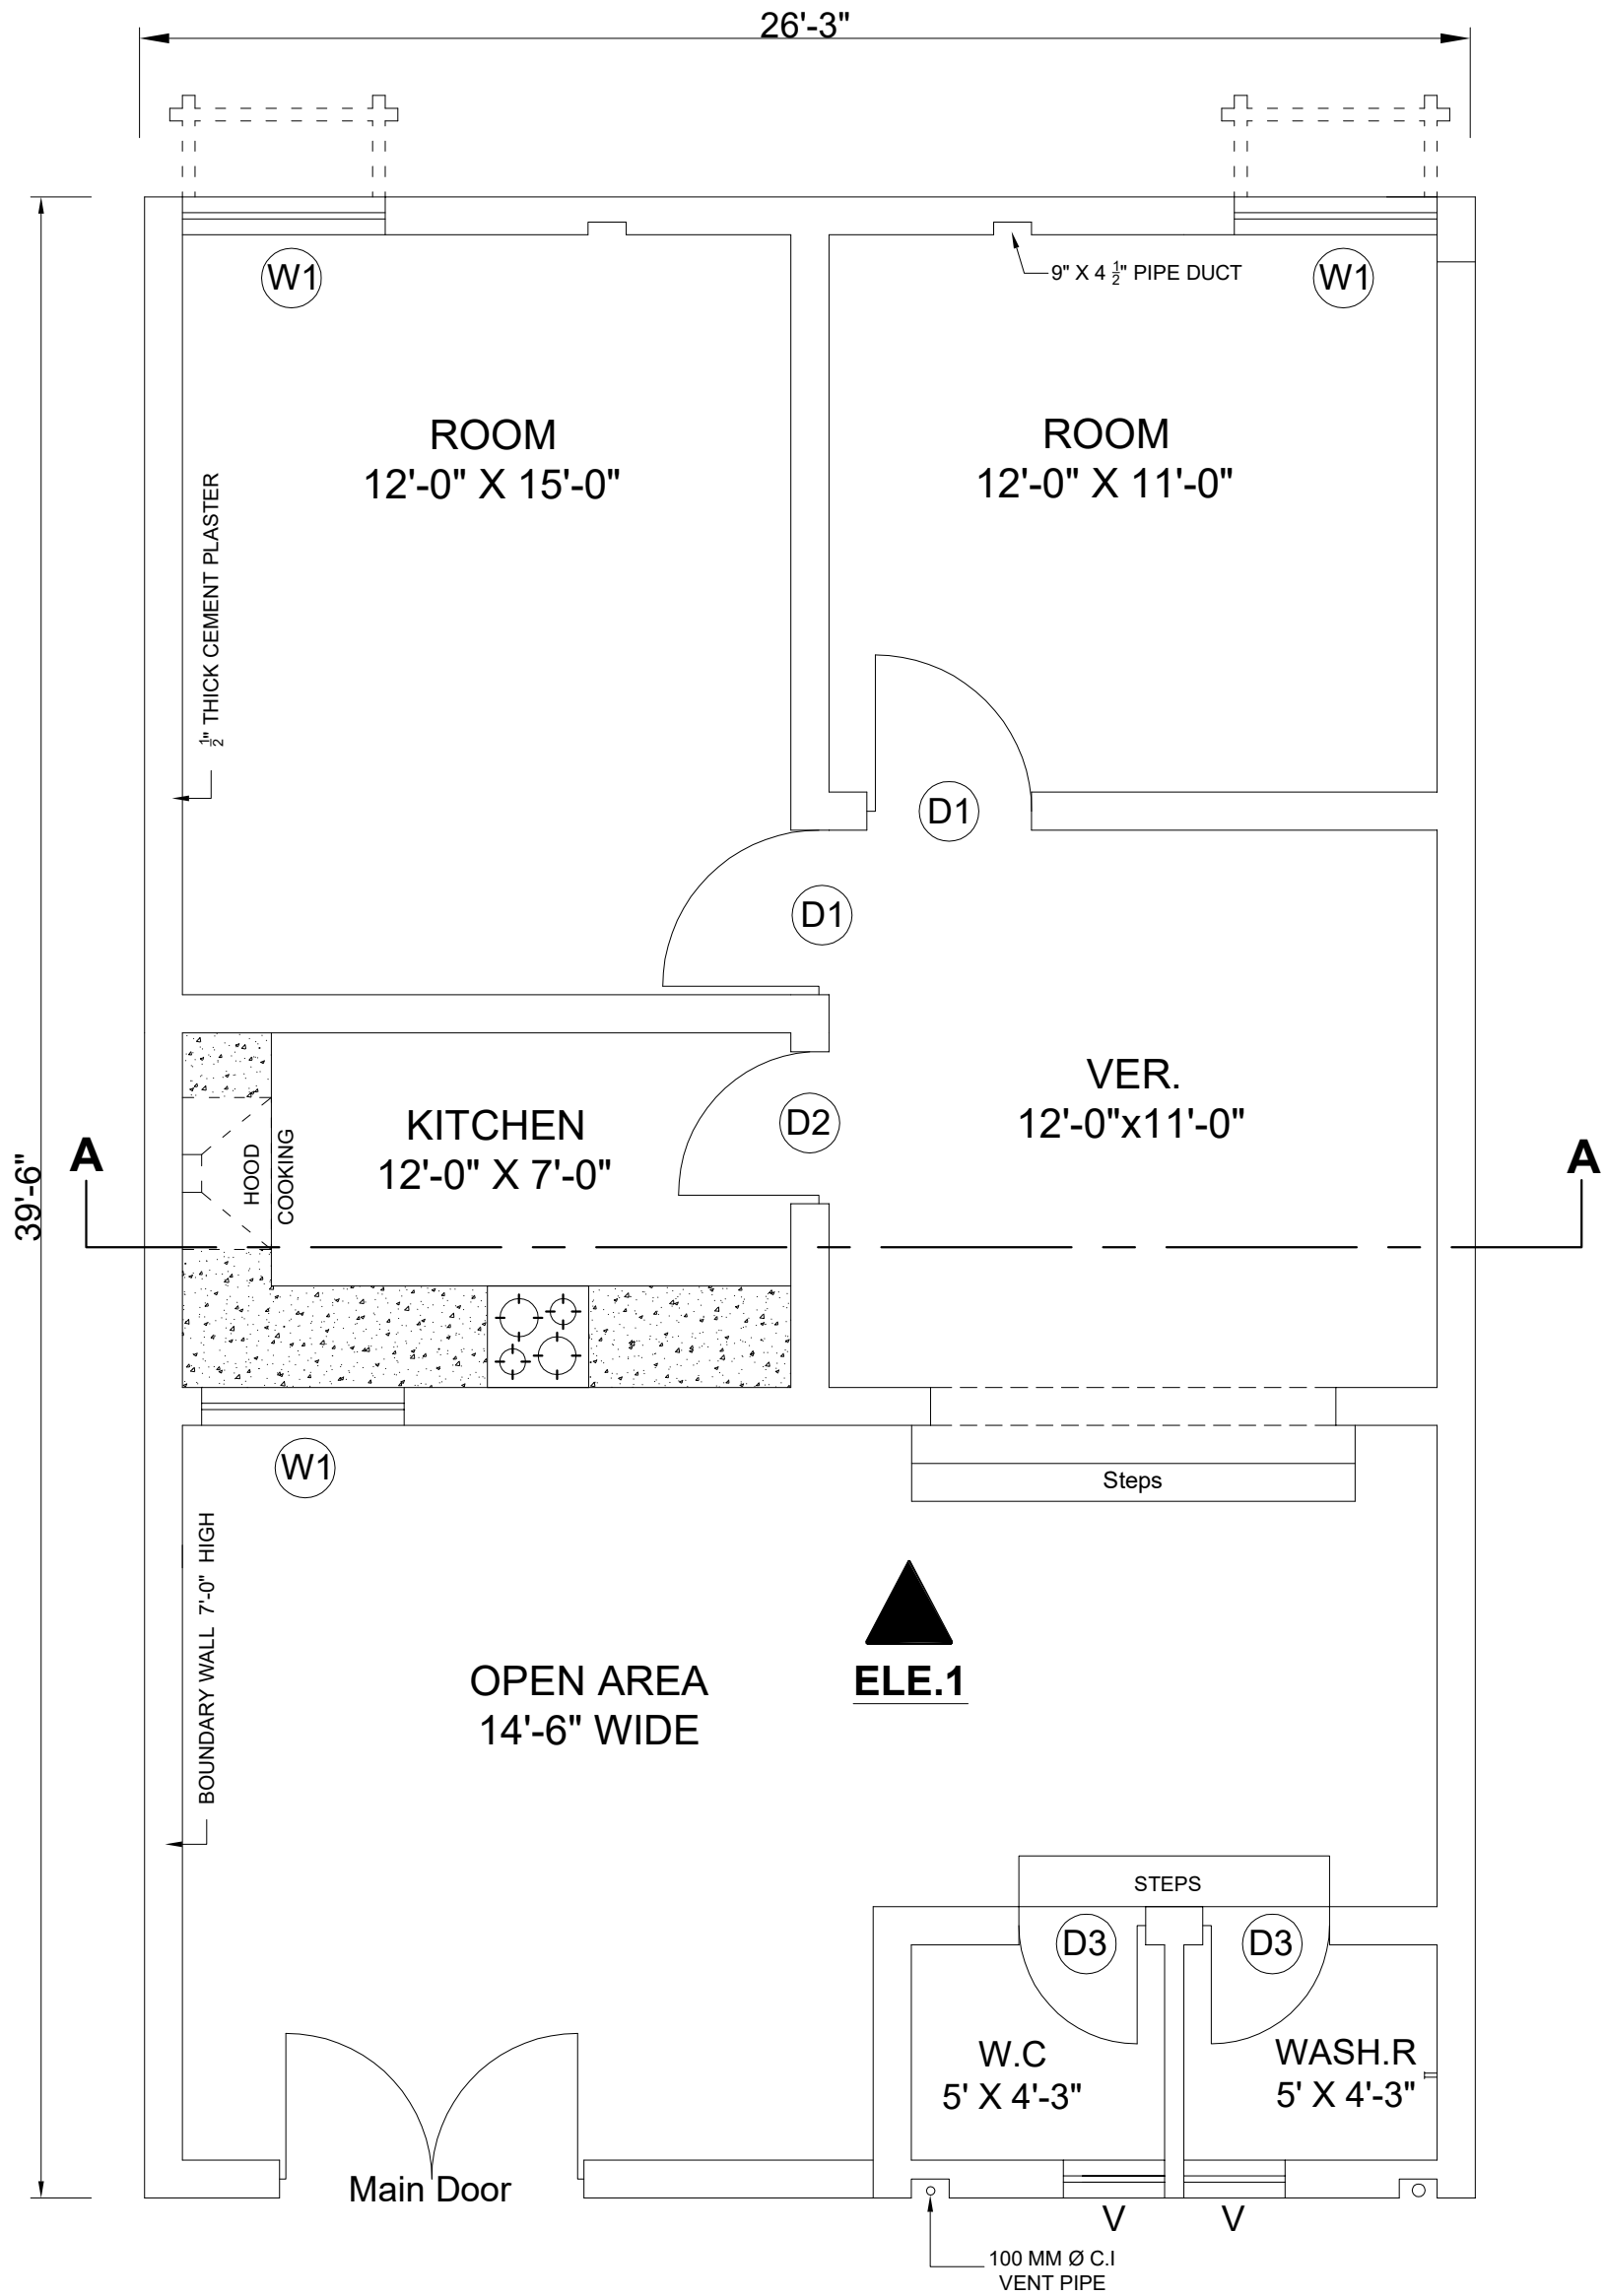 26'-3"
W1
9" X 4 1/2" PIPE DUCT
W1
ROOM
12'-0" X 15'-0"
ROOM
12'-0" X 11'-0"
1/2" THICK CEMENT PLASTER
D1
D1
KITCHEN
12'-0" X 7'-0"
D2
VER.
12'-0"x11'-0"
HOOD
COOKING
A
A
39'-6"
W1
Steps
BOUNDARY WALL 7'-0" HIGH
ELE.1
OPEN AREA
14'-6" WIDE
STEPS
D3
D3
W.C
5' X 4'-3"
WASH.R
5' X 4'-3"
Main Door
V
V
100 MM Ø C.I
VENT PIPE